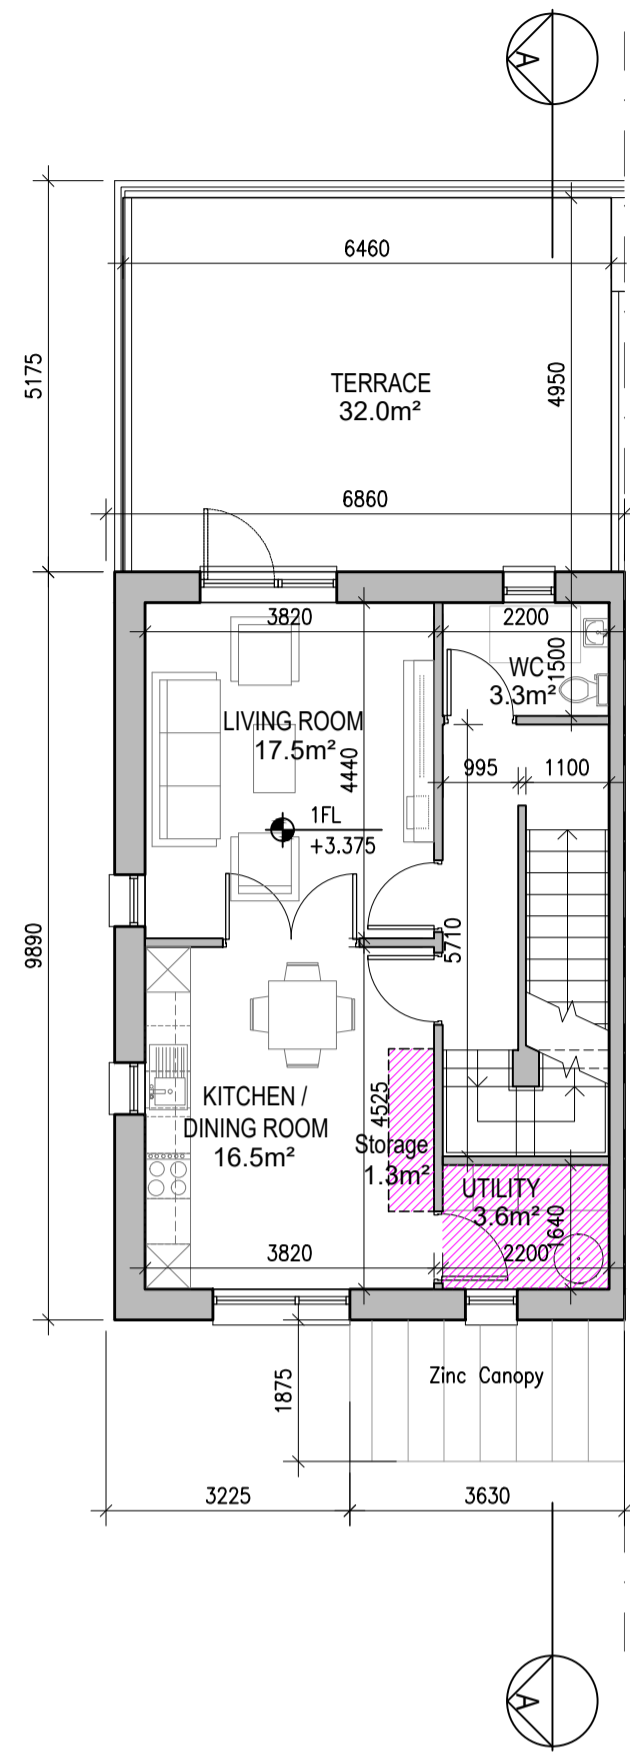 A
6460
5175
TERRACE
32.0m²
4950
6860
3820
2200
WC
3.3m²
1500
LIVING ROOM
17.5m²
4440
995
1100
1FL
+3.375
9890
5710
KITCHEN /
DINING ROOM
16.5m²
4525
Storage
1.3m²
UTILITY
3.6m²
1640
3820
2200
1875
Zinc Canopy
3225
3630
A